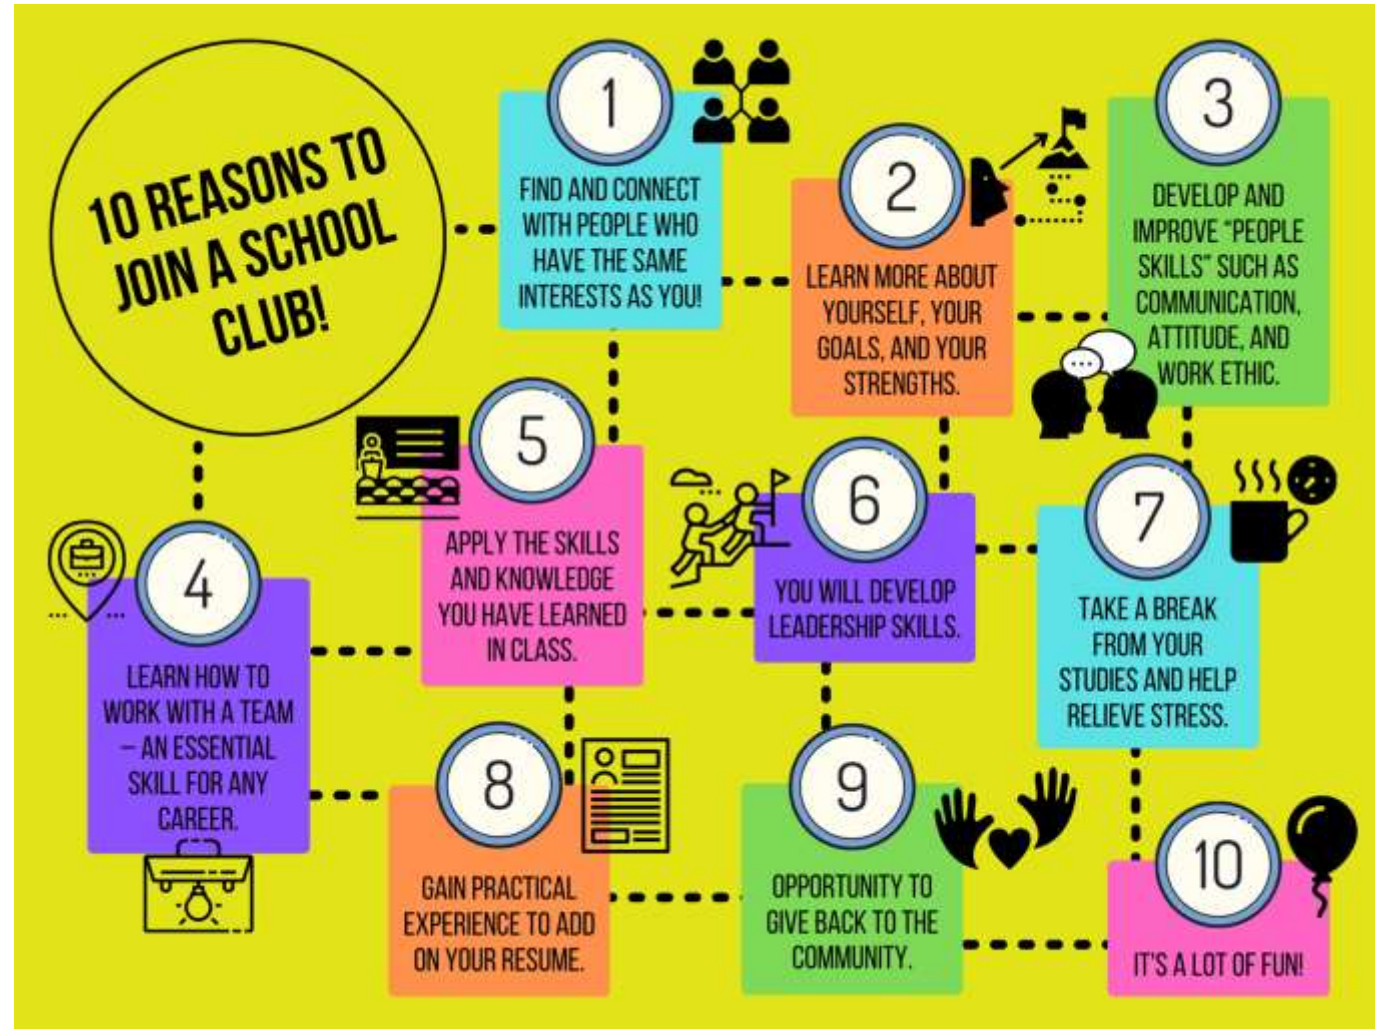 10 REASONS TO
JOIN A SCHOOL
CLUB!
1
FIND AND CONNECT
WITH PEOPLE WHO
HAVE THE SAME
INTERESTS AS YOU!
2
LEARN MORE ABOUT
YOURSELF, YOUR
GOALS, AND YOUR
STRENGTHS.
3
DEVELOP AND
IMPROVE “PEOPLE
SKILLS” SUCH AS
COMMUNICATION,
ATTITUDE, AND
WORK ETHIC.
4
LEARN HOW TO
WORK WITH A TEAM
– AN ESSENTIAL
SKILL FOR ANY
CAREER.
5
APPLY THE SKILLS
AND KNOWLEDGE
YOU HAVE LEARNED
IN CLASS.
6
YOU WILL DEVELOP
LEADERSHIP SKILLS.
7
TAKE A BREAK
FROM YOUR
STUDIES AND HELP
RELIEVE STRESS.
8
GAIN PRACTICAL
EXPERIENCE TO ADD
ON YOUR RESUME.
9
OPPORTUNITY TO
GIVE BACK TO THE
COMMUNITY.
10
IT'S A LOT OF FUN!